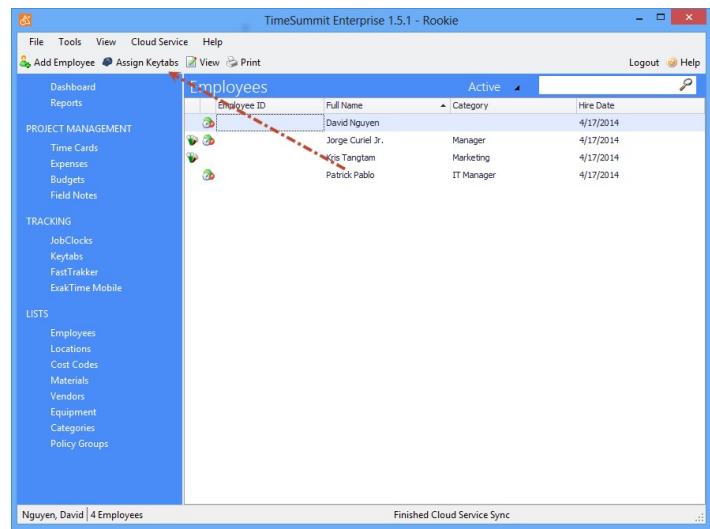 TimeSummit Enterprise 1.5.1 - Rookie
File Tools View Cloud Service Help
Add Employee Assign Keytabs View Print Logout Help
Dashboard
Reports
PROJECT MANAGEMENT
Time Cards
Expenses
Budgets
Field Notes
TRACKING
JobClocks
Keytabs
FastTrakker
ExakTime Mobile
LISTS
Employees
Locations
Cost Codes
Materials
Vendors
Equipment
Categories
Policy Groups
Employees Active
Employee ID Full Name Category Hire Date
David Nguyen 4/17/2014
Jorge Curiel Jr. Manager 4/17/2014
Kris Tangtam Marketing 4/17/2014
Patrick Pablo IT Manager 4/17/2014
Nguyen, David 4 Employees Finished Cloud Service Sync